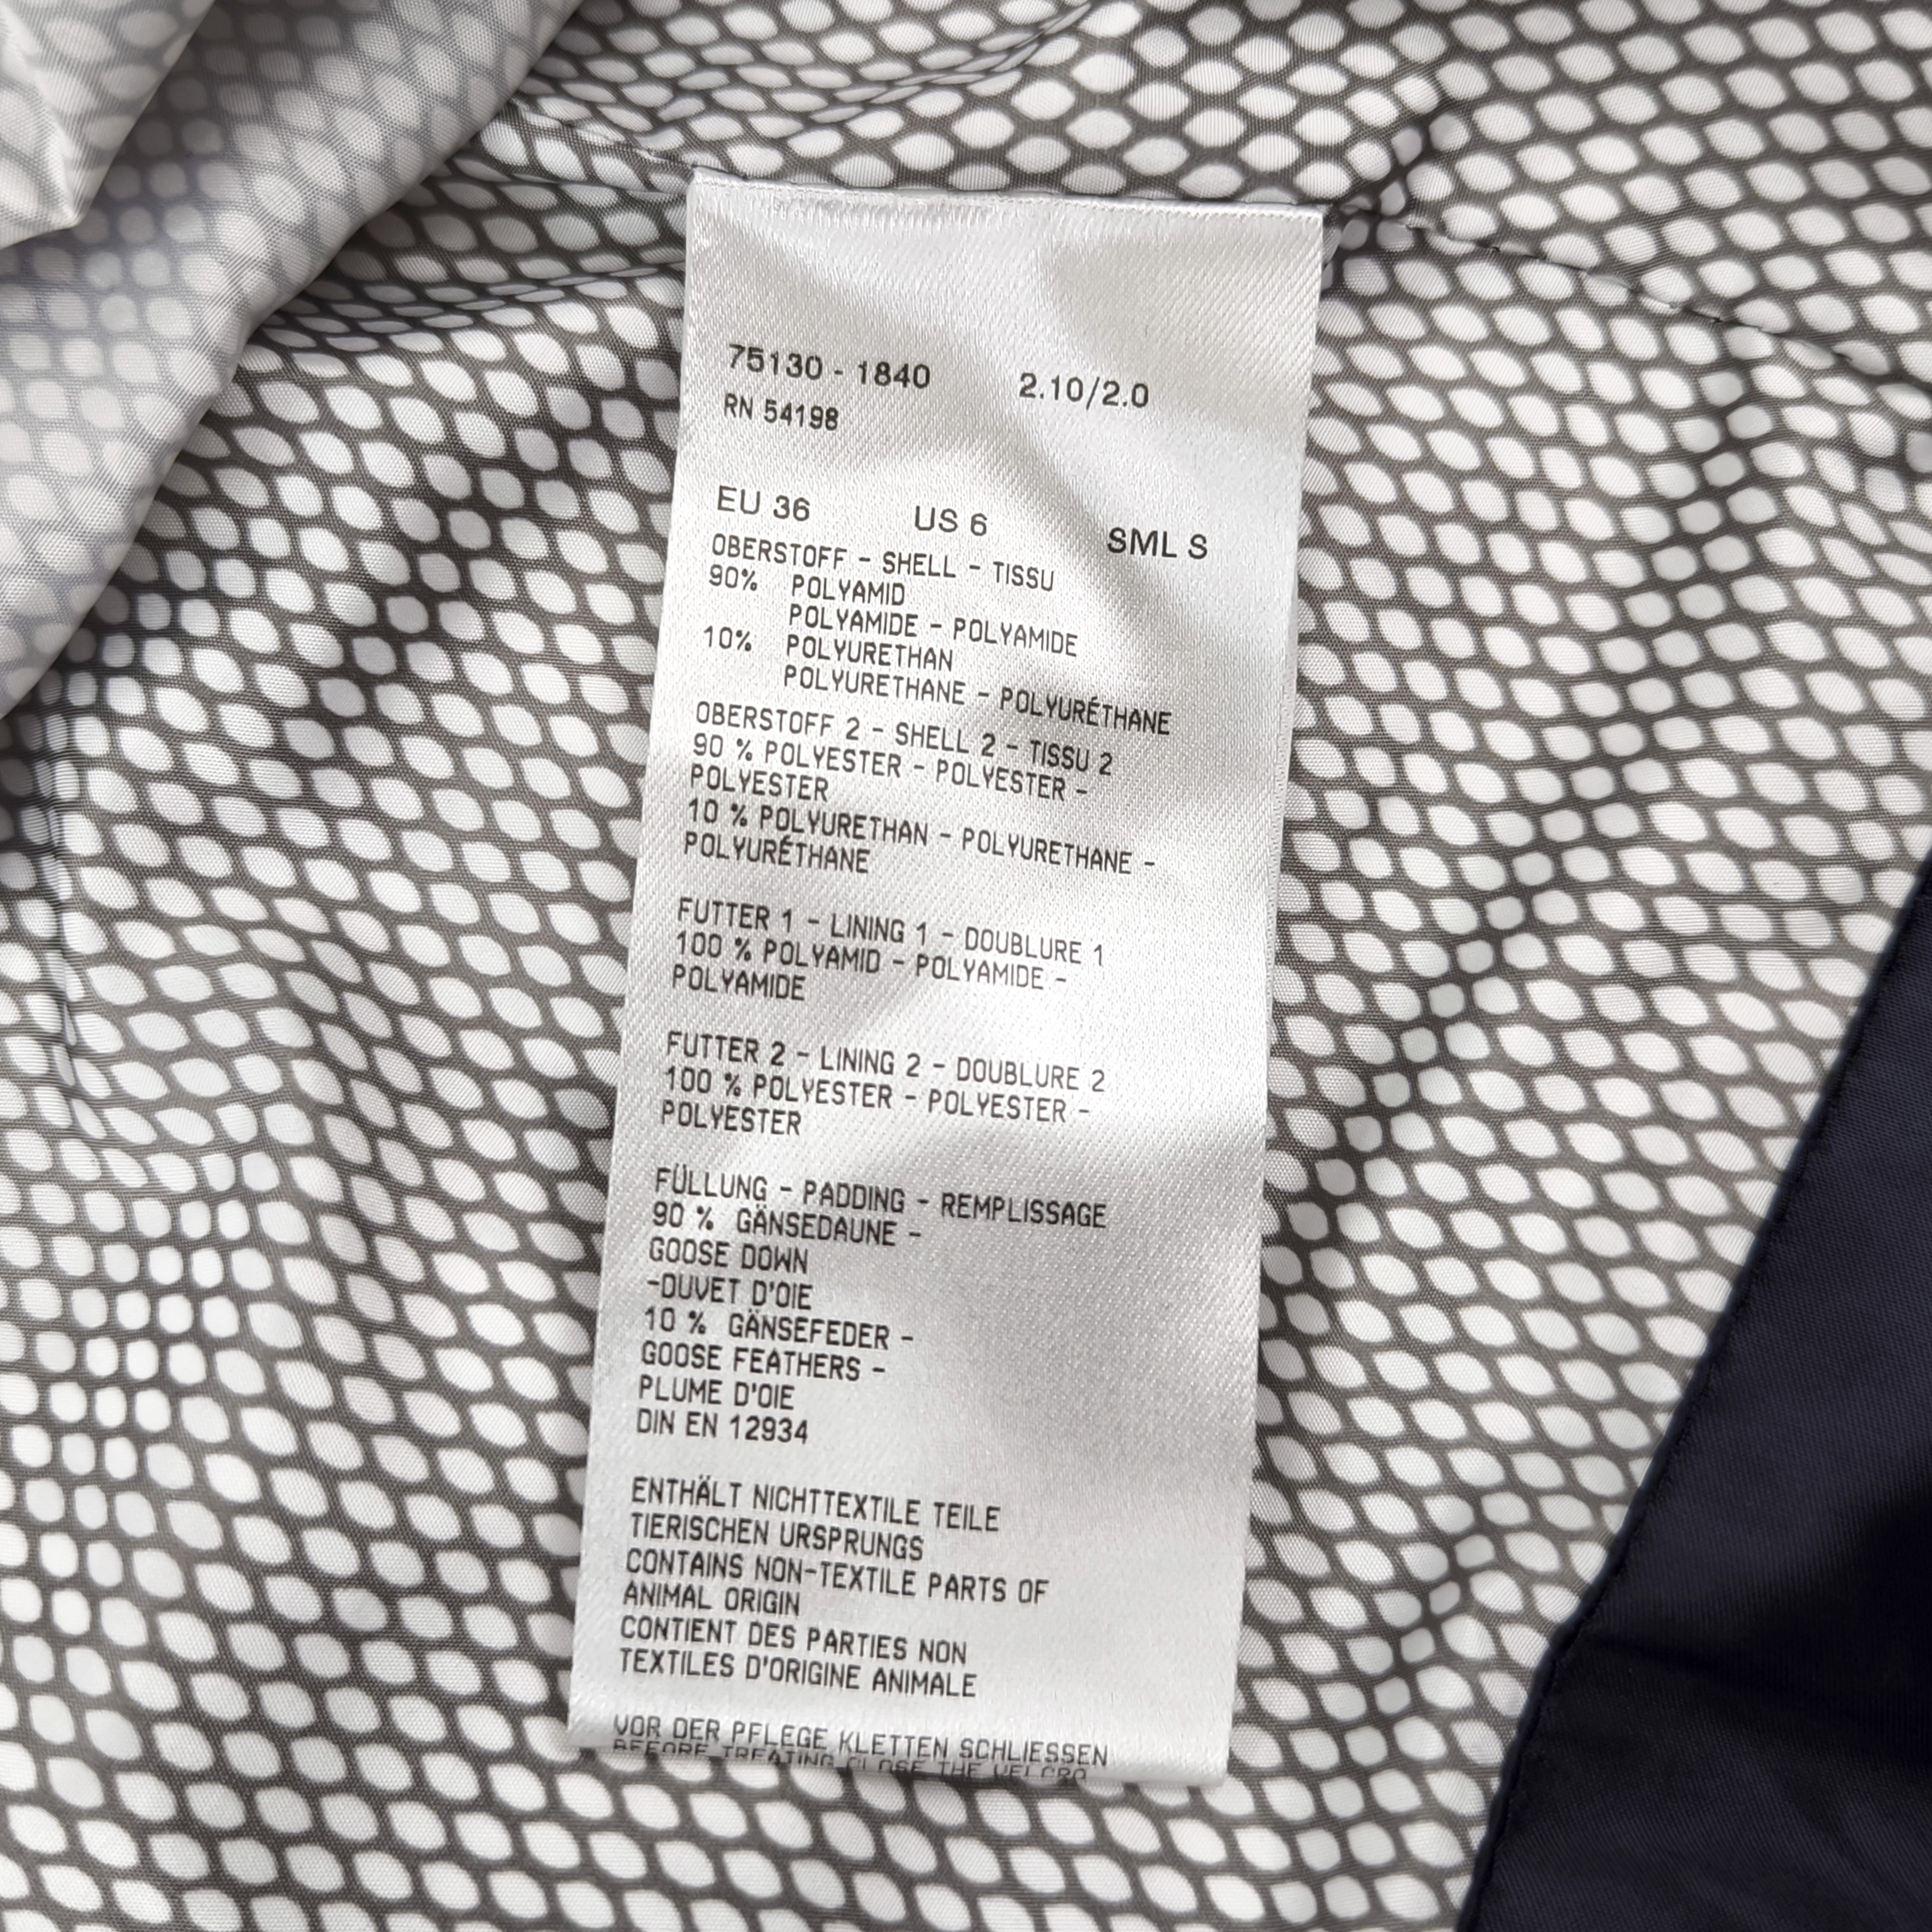 75130 - 1840 2.10/2.0
RN 54198
EU 36 US 6 SML S
OBERSTOFF - SHELL - TISSU
90% POLYAMID
POLYAMIDE - POLYAMIDE
10% POLYURETHAN
POLYURETHANE - POLYURÉTHANE
OBERSTOFF 2 - SHELL 2 - TISSU 2
90 % POLYESTER - POLYESTER -
POLYESTER
10 % POLYURETHAN - POLYURETHANE -
POLYURÉTHANE
FUTTER 1 - LINING 1 - DOUBLURE 1
100 % POLYAMID - POLYAMIDE -
POLYAMIDE
FUTTER 2 - LINING 2 - DOUBLURE 2
100 % POLYESTER - POLYESTER -
POLYESTER
FÜLLUNG - PADDING - REMPLISSAGE
90 % GÄNSEDAUNE -
GOOSE DOWN
-DUVET D'OIE
10 % GÄNSEFEDER -
GOOSE FEATHERS -
PLUME D'OIE
DIN EN 12934
ENTHÄLT NICHTTEXTILE TEILE
TIERISCHEN URSPRUNGS
CONTAINS NON-TEXTILE PARTS OF
ANIMAL ORIGIN
CONTIENT DES PARTIES NON
TEXTILES D'ORIGINE ANIMALE
VOR DER PFLEGE KLETTEN SCHLIESSEN
BEFORE TREATING CLOSE THE VELCRO